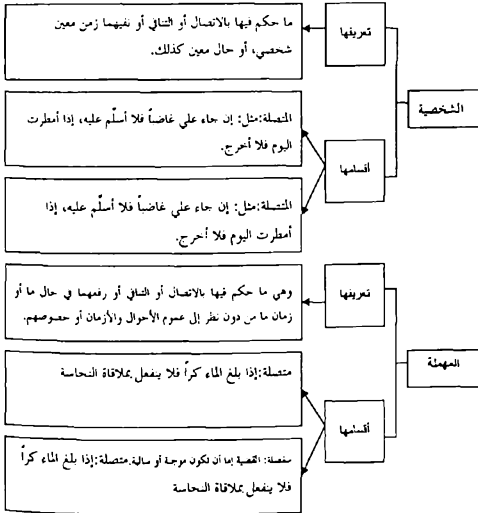 الشخصية
تعريفها
ما حكم فيها بالاتصال أو التنافي أو نفيهما زمن معين
شخصي، أو حال معين كذلك.
أقسامها
المتصلة:مثل: إن جاء علي غاضباً فلا أسلّم عليه، إذا أمطرت
اليوم فلا أخرج.
المتصلة:مثل: إن جاء علي غاضباً فلا أسلّم عليه، إذا
أمطرت اليوم فلا أخرج.
المهملة
تعريفها
وهي ما حكم فيها بالاتصال أو التنافي أو رفعهما في حال ما أو
زمان ما من دون نظر إلى عموم الأحوال والأزمان أو خصوصهم.
أقسامها
متصلة:إذا بلغ الماء كراً فلا ينفعل بملاقاة النجاسة
منفصلة: القضية إما أن تكون موجبة أو سالبة.متصلة:إذا بلغ الماء كراً
فلا ينفعل بملاقاة النجاسة